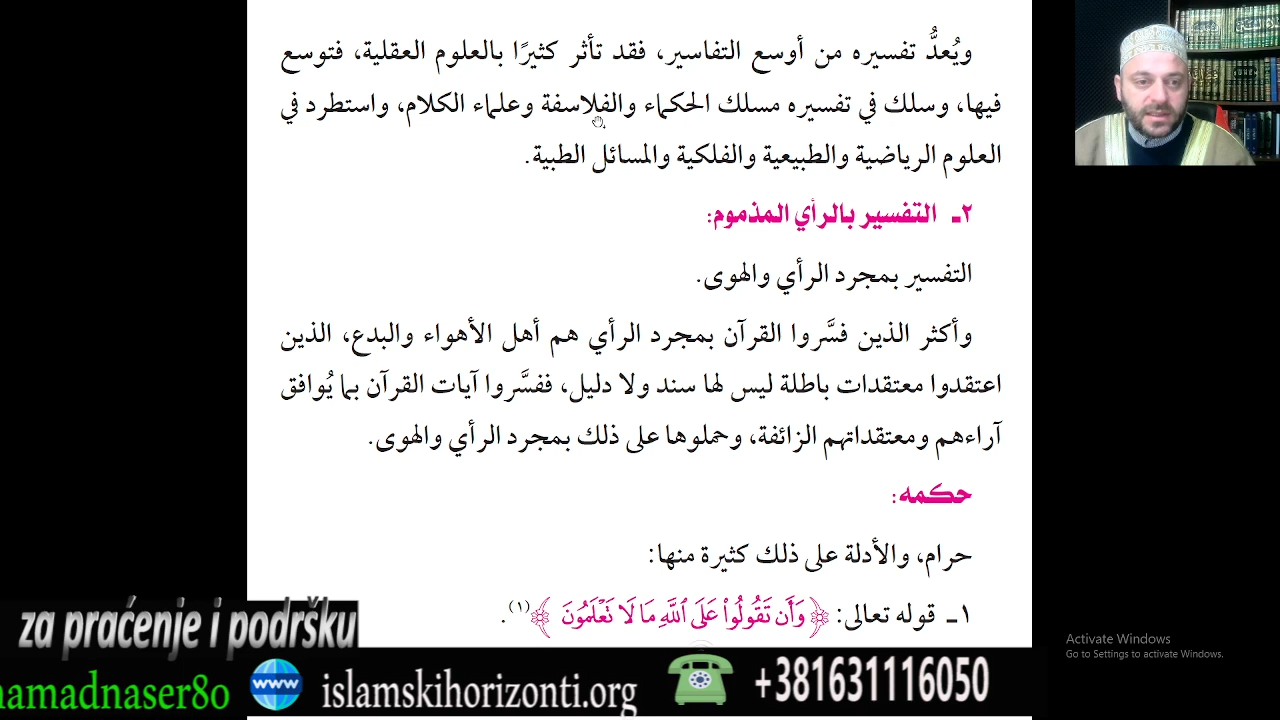 ويُعدُّ تفسيره من أوسع التفاسير، فقد تأثر كثيرًا بالعلوم العقلية، فتوسع
فيها، وسلك في تفسيره مسلك الحكماء والفلاسفة وعلماء الكلام، واستطرد في
العلوم الرياضية والطبيعية والفلكية والمسائل الطبية.
٢ـ التفسير بالرأي المذموم:
التفسير بمجرد الرأي والهوى.
وأكثر الذين فسَّروا القرآن بمجرد الرأي هم أهل الأهواء والبدع، الذين
اعتقدوا معتقدات باطلة ليس لها سند ولا دليل، ففسَّروا آيات القرآن بما يُوافق
آراءهم ومعتقداتهم الزائفة، وحملوها على ذلك بمجرد الرأي والهوى.
حكمه:
حرام، والأدلة على ذلك كثيرة منها:
١ـ قوله تعالى: ﴿وَأَن تَقُولُوا۟ عَلَى ٱللَّهِ مَا لَا تَعْلَمُونَ﴾(١).
za praćenje i podršku
namadnaser80
www
islamskihorizonti.org
+381631116050
Activate Windows
Go to Settings to activate Windows.